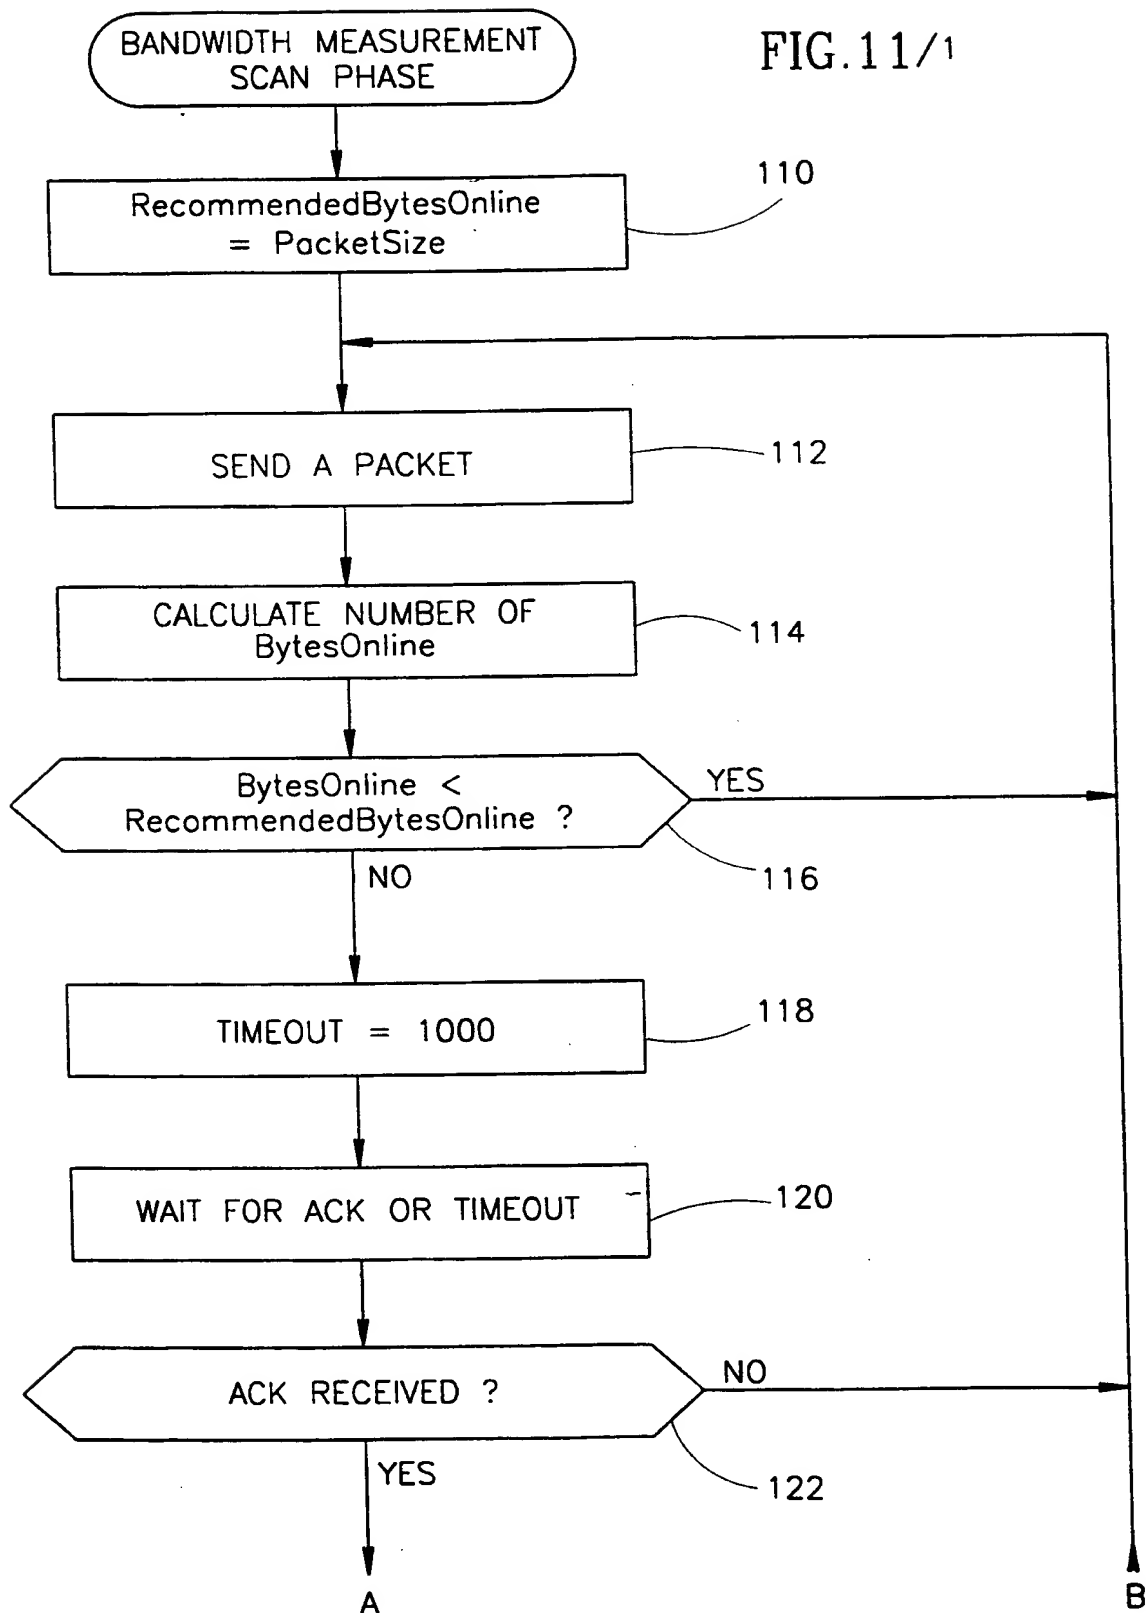 BANDWIDTH MEASUREMENT
SCAN PHASE
FIG.11/1
RecommendedBytesOnline
= PacketSize
110
SEND A PACKET
112
CALCULATE NUMBER OF
BytesOnline
114
BytesOnline <
RecommendedBytesOnline ?
YES
116
NO
TIMEOUT = 1000
118
WAIT FOR ACK OR TIMEOUT
120
ACK RECEIVED ?
NO
122
YES
A
B